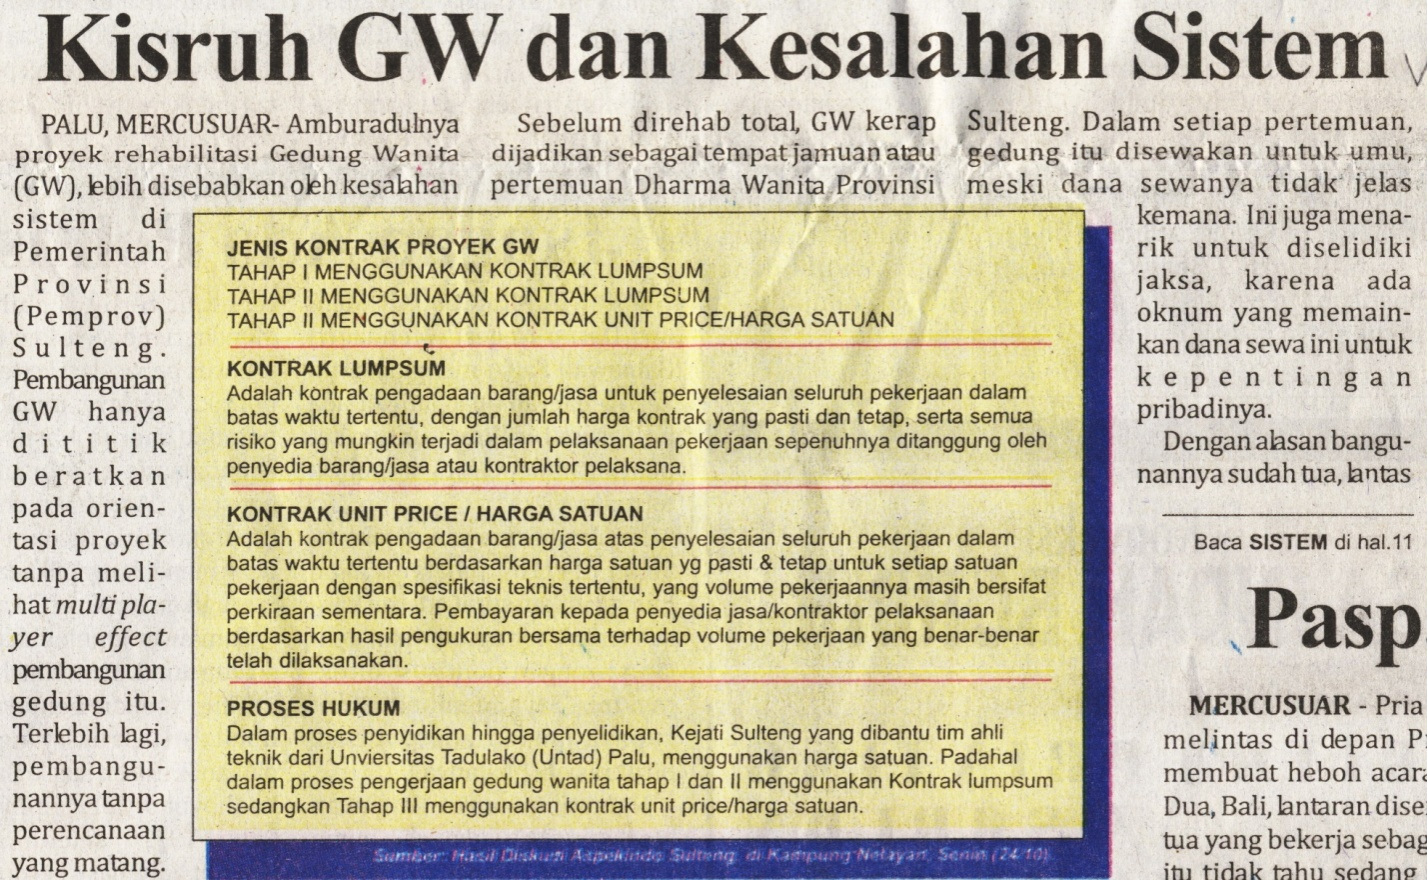 Kisruh GW dan Kesalahan Sistem
PALU, MERCUSUAR- Amburadulnya
proyek rehabilitasi Gedung Wanita
(GW), lebih disebabkan oleh kesalahan
sistem di
Pemerintah
Provinsi
(Pemprov)
Sulteng.
Pembangunan
GW hanya
dititik
beratkan
pada orien-
tasi proyek
tanpa meli-
hat multi pla-
yer effect
pembangunan
gedung itu.
Terlebih lagi,
pembangu-
nannya tanpa
perencanaan
yang matang.
Sebelum direhab total, GW kerap
dijadikan sebagai tempat jamuan atau
pertemuan Dharma Wanita Provinsi
Sulteng. Dalam setiap pertemuan,
gedung itu disewakan untuk umu,
meski dana sewanya tidak jelas
kemana. Ini juga mena-
rik untuk diselidiki
jaksa, karena ada
oknum yang memain-
kan dana sewa ini untuk
kepentingan
pribadinya.
Dengan alasan bangu-
nannya sudah tua, lantas
Baca SISTEM di hal.11
JENIS KONTRAK PROYEK GW
TAHAP I MENGGUNAKAN KONTRAK LUMPSUM
TAHAP II MENGGUNAKAN KONTRAK LUMPSUM
TAHAP II MENGGUNAKAN KONTRAK UNIT PRICE/HARGA SATUAN
KONTRAK LUMPSUM
Adalah kontrak pengadaan barang/jasa untuk penyelesaian seluruh pekerjaan dalam
batas waktu tertentu, dengan jumlah harga kontrak yang pasti dan tetap, serta semua
risiko yang mungkin terjadi dalam pelaksanaan pekerjaan sepenuhnya ditanggung oleh
penyedia barang/jasa atau kontraktor pelaksana.
KONTRAK UNIT PRICE / HARGA SATUAN
Adalah kontrak pengadaan barang/jasa atas penyelesaian seluruh pekerjaan dalam
batas waktu tertentu berdasarkan harga satuan yg pasti & tetap untuk setiap satuan
pekerjaan dengan spesifikasi teknis tertentu, yang volume pekerjaannya masih bersifat
perkiraan sementara. Pembayaran kepada penyedia jasa/kontraktor pelaksanaan
berdasarkan hasil pengukuran bersama terhadap volume pekerjaan yang benar-benar
telah dilaksanakan.
PROSES HUKUM
Dalam proses penyidikan hingga penyelidikan, Kejati Sulteng yang dibantu tim ahli
teknik dari Unviersitas Tadulako (Untad) Palu, menggunakan harga satuan. Padahal
dalam proses pengerjaan gedung wanita tahap I dan II menggunakan Kontrak lumpsum
sedangkan Tahap III menggunakan kontrak unit price/harga satuan.
Sumber: Hasil Diskusi Aspekindo Sulteng, di Kampung Nelayan, Senin (24/10).
Pasp
MERCUSUAR - Pria
melintas di depan
membuat heboh acara
Dua, Bali, lantaran dise
tua yang bekerja sebag
itu tidak tahu sedang